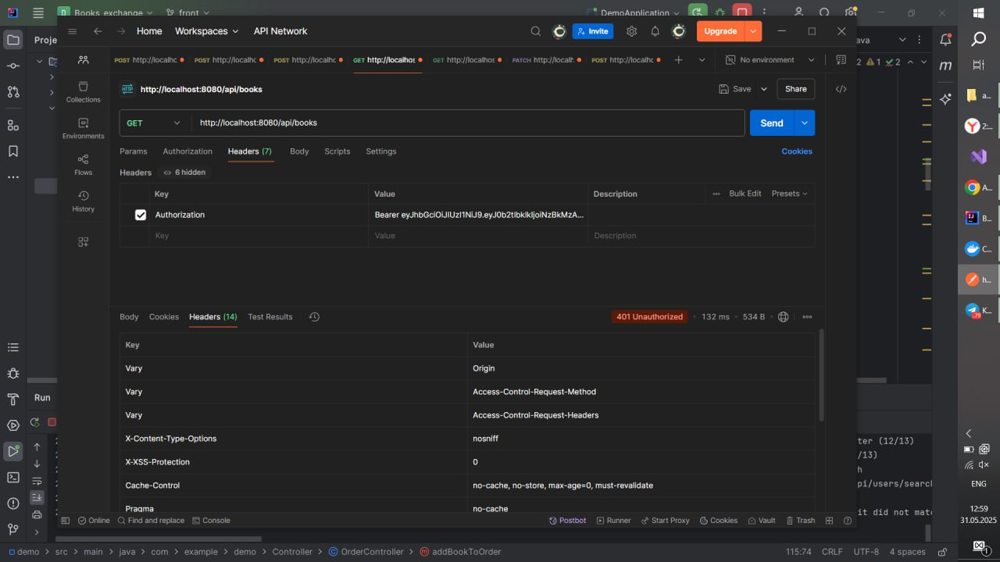 Books_exchange
front
DemoApplication
Proje
Home
Workspaces
API Network
Invite
Upgrade
ava
POST http://localhc
POST http://localhc
POST http://localhc
GET http://localhos
GET http://localhos
PATCH http://locall
POST http://localhc
No environment
2
1
2
HTTP
http://localhost:8080/api/books
Save
Share
Collections
Environments
Flows
History
GET
http://localhost:8080/api/books
Send
Params
Authorization
Headers (7)
Body
Scripts
Settings
Cookies
Headers
6 hidden
Key
Value
Description
Bulk Edit
Presets
Authorization
Key
Value
Description
Body
Cookies
Headers (14)
Test Results
401 Unauthorized
132 ms
534 B
Key
Value
Vary
Origin
Vary
Access-Control-Request-Method
Vary
Access-Control-Request-Headers
X-Content-Type-Options
nosniff
X-XSS-Protection
0
Cache-Control
no-cache, no-store, max-age=0, must-revalidate
Pragma
no-cache
Run
ter (12/13)
/13)
h
pi/users/search
it did not mat
Online
Find and replace
Console
Postbot
Runner
Start Proxy
Cookies
Vault
Trash
demo
src
main
java
com
example
demo
Controller
OrderController
addBookToOrder
115:74
CRLF
UTF-8
4 spaces
m
a...
2:...
A...
B...
C...
h...
K...
79
ENG
12:59
31.05.2025
1